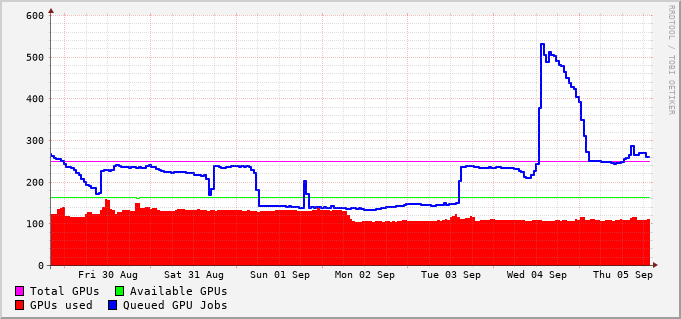 600
500
400
300
200
100
0
Fri 30 Aug Sat 31 Aug Sun 01 Sep Mon 02 Sep Tue 03 Sep Wed 04 Sep Thu 05 Sep
Total GPUs Available GPUs
GPUs used Queued GPU Jobs
RRDTOOL / TOBI OETIKER